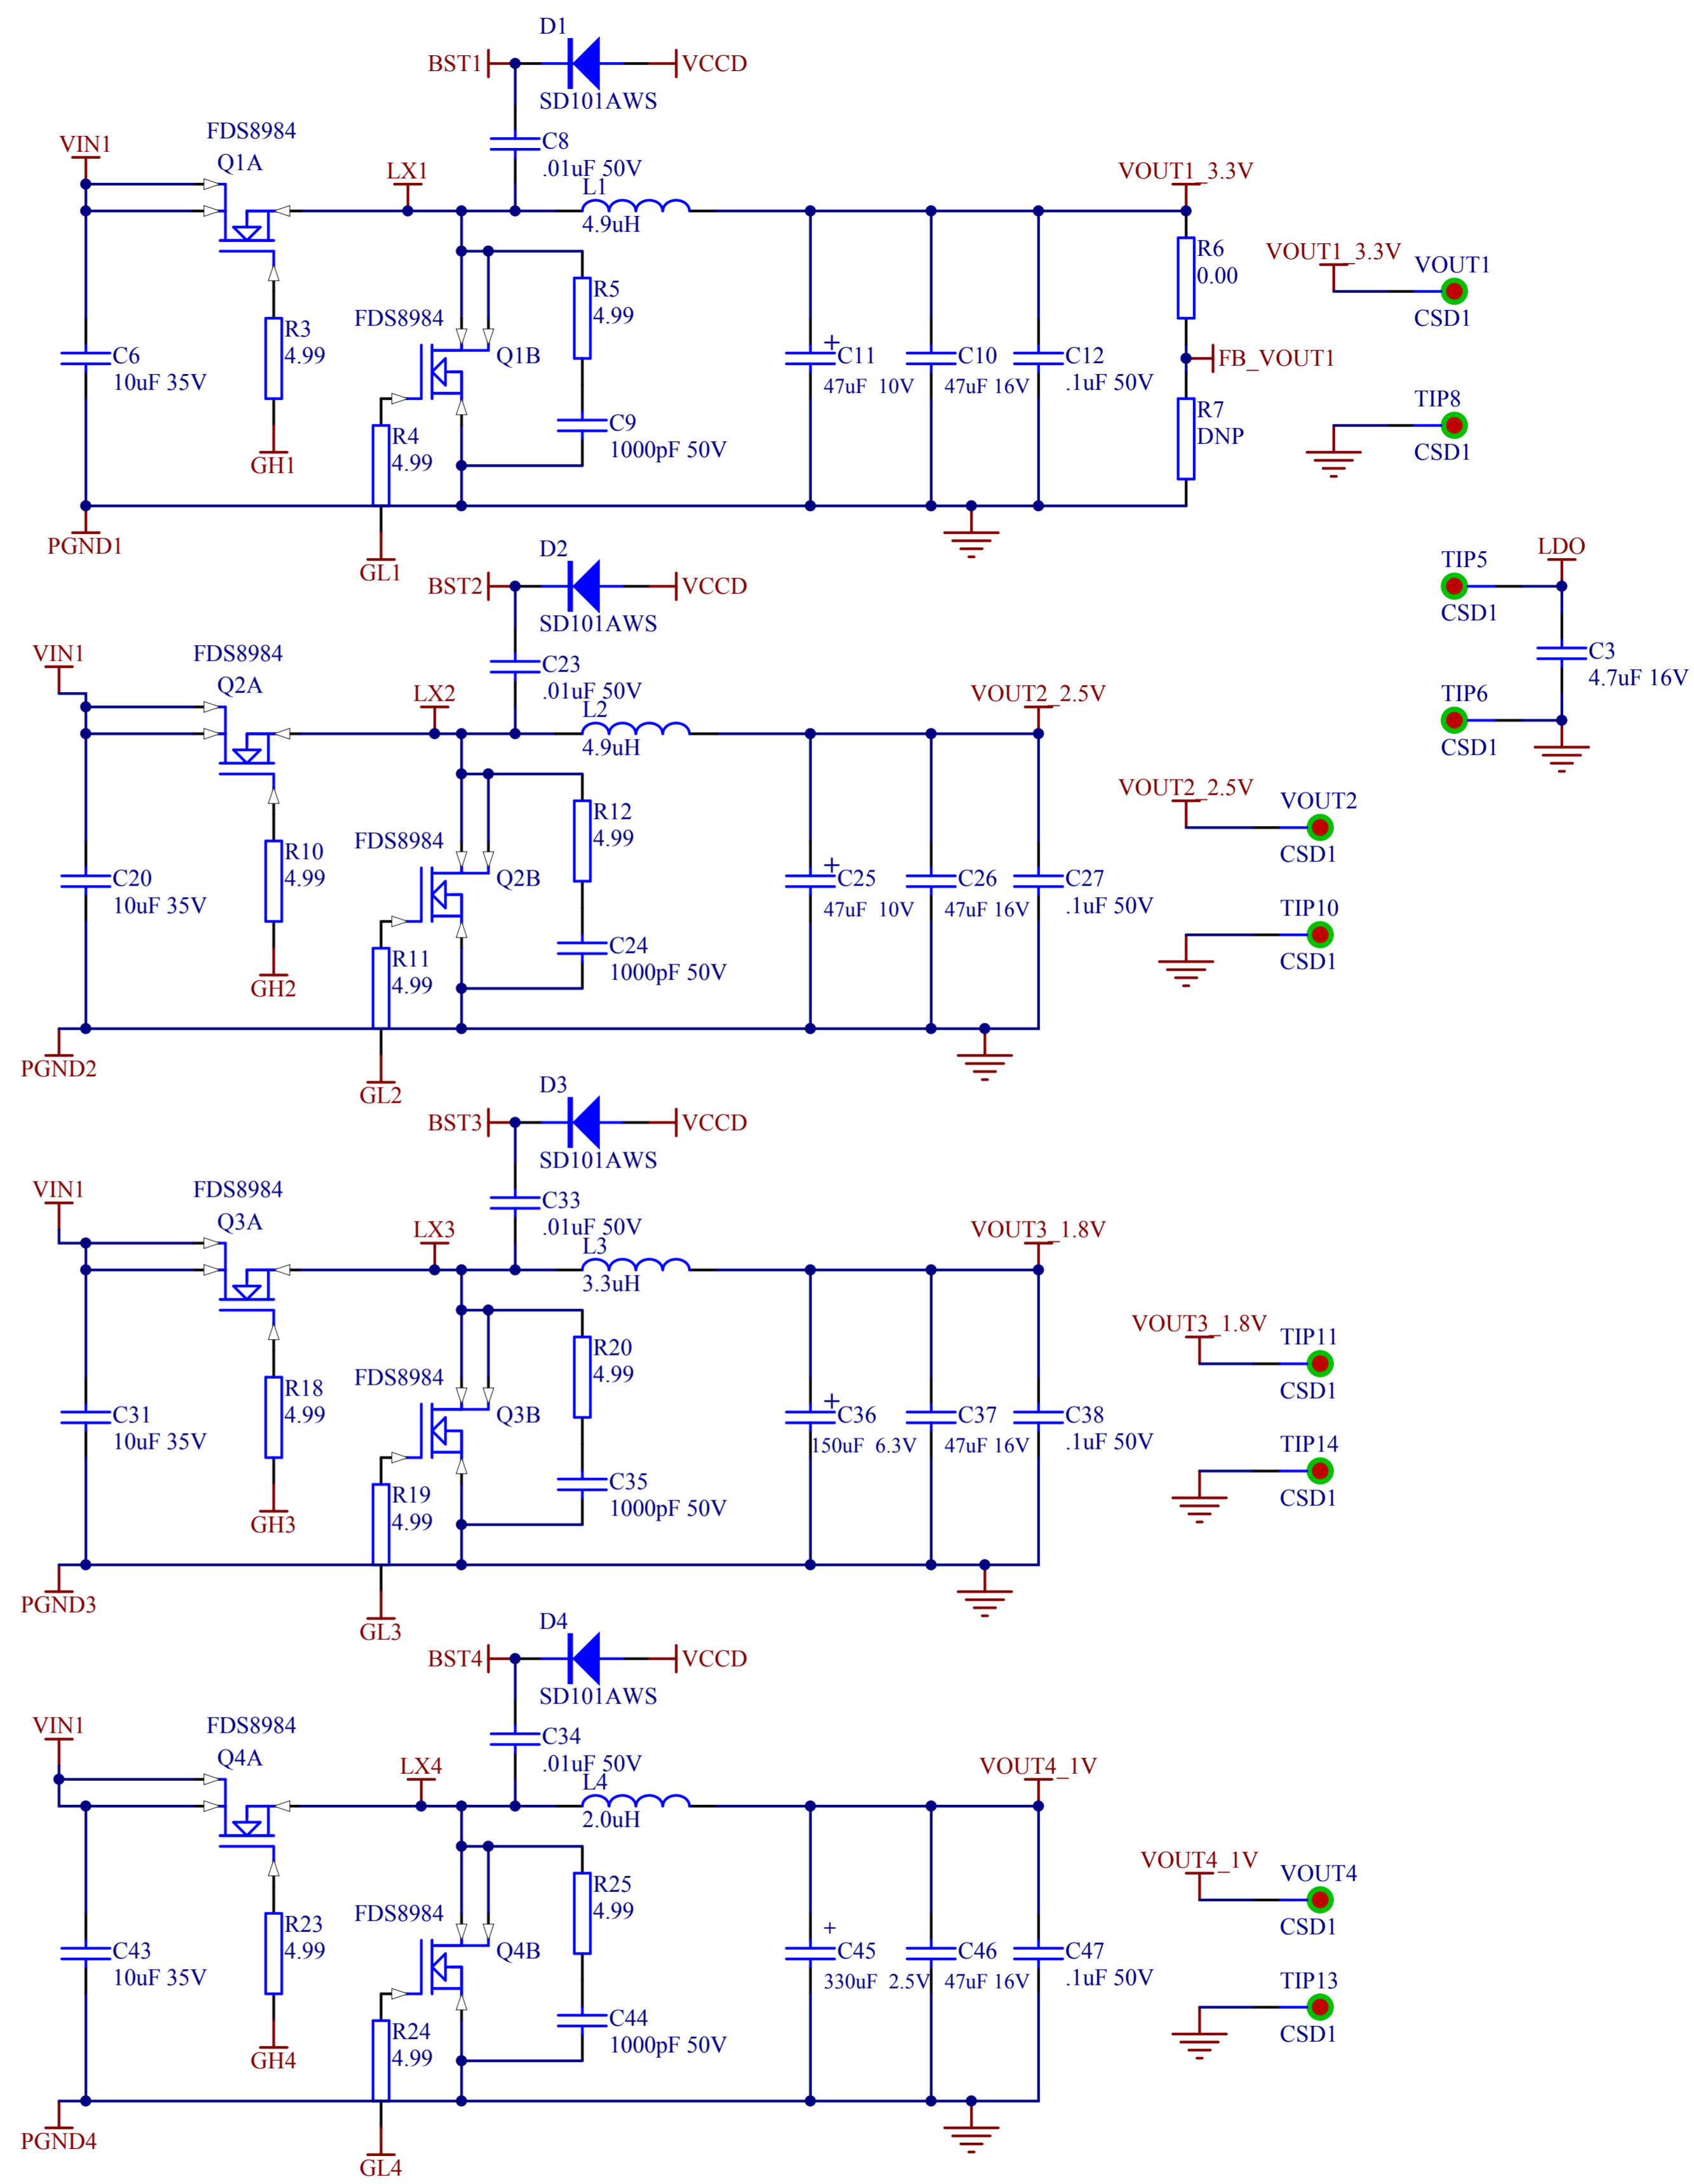 D1
BST1
VCCD
SD101AWS
FDS8984
Q1A
VIN1
C8
.01uF 50V
LX1
L1
4.9uH
VOUT1_3.3V
R6
0.00
VOUT1_3.3V
VOUT1
CSD1
R5
4.99
FDS8984
Q1B
R3
4.99
C6
10uF 35V
C11
47uF 10V
+
C10
47uF 16V
C12
.1uF 50V
FB_VOUT1
R7
DNP
TIP8
CSD1
R4
4.99
C9
1000pF 50V
GH1
PGND1
GL1
D2
BST2
VCCD
SD101AWS
TIP5
CSD1
LDO
C3
4.7uF 16V
TIP6
CSD1
VIN1
FDS8984
Q2A
C23
.01uF 50V
LX2
L2
4.9uH
VOUT2_2.5V
VOUT2_2.5V
VOUT2
CSD1
FDS8984
Q2B
R12
4.99
R10
4.99
C20
10uF 35V
+
C25
47uF 10V
C26
47uF 16V
C27
.1uF 50V
TIP10
CSD1
R11
4.99
C24
1000pF 50V
GH2
PGND2
GL2
D3
BST3
VCCD
SD101AWS
VIN1
FDS8984
Q3A
C33
.01uF 50V
LX3
L3
3.3uH
VOUT3_1.8V
VOUT3_1.8V
TIP11
CSD1
FDS8984
Q3B
R20
4.99
R18
4.99
C31
10uF 35V
+
C36
150uF 6.3V
C37
47uF 16V
C38
.1uF 50V
TIP14
CSD1
R19
4.99
C35
1000pF 50V
GH3
PGND3
GL3
D4
BST4
VCCD
SD101AWS
VIN1
FDS8984
Q4A
C34
.01uF 50V
LX4
L4
2.0uH
VOUT4_1V
VOUT4_1V
VOUT4
CSD1
FDS8984
Q4B
R25
4.99
R23
4.99
C43
10uF 35V
+
C45
330uF 2.5V
C46
47uF 16V
C47
.1uF 50V
TIP13
CSD1
R24
4.99
C44
1000pF 50V
GH4
PGND4
GL4